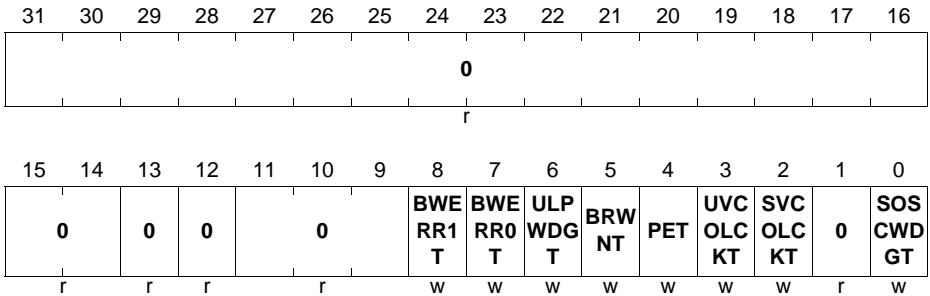 31 30 29 28 27 26 25 24 23 22 21 20 19 18 17 16
0
r
15 14 13 12 11 10 9 8 7 6 5 4 3 2 1 0
0 0 0 0 BWE RR1 T BWE RR0 T ULP WDG T BRW NT PET UVC OLC KT SVC OLC KT 0 SOS CWD GT
r r r r w w w w w w w r w